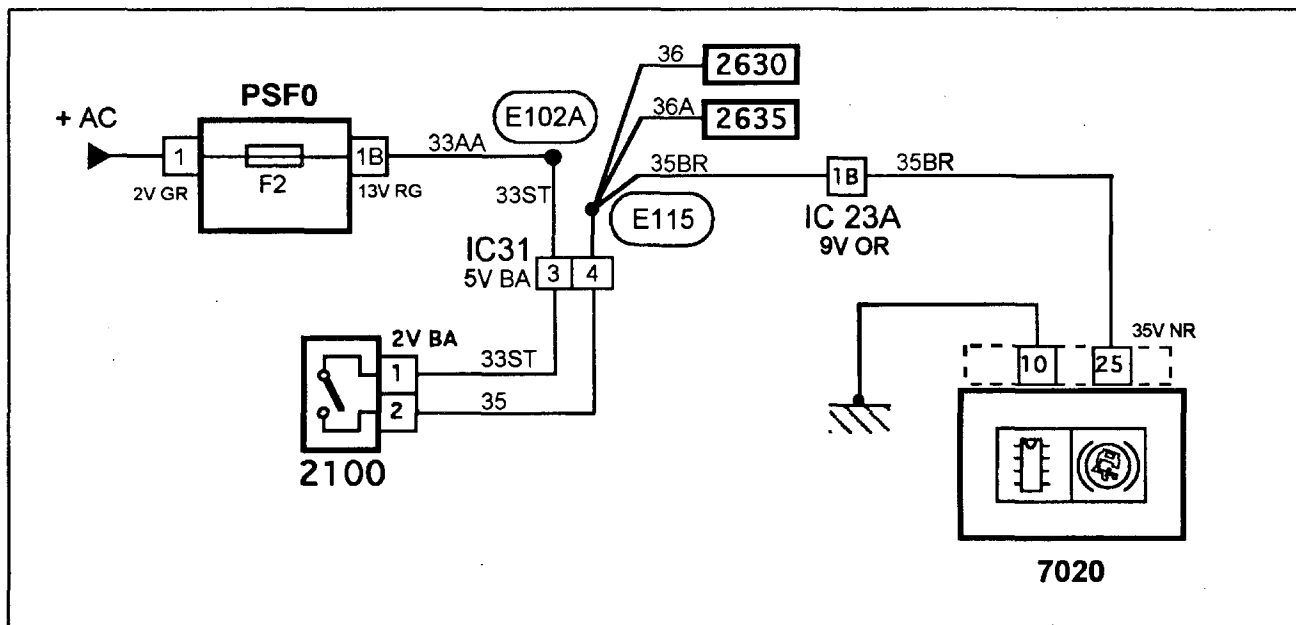 36
2630
PSF0
+ AC
E102A
36A
2635
1
F2
1B
33AA
35BR
1B
35BR
2V GR
13V RG
33ST
E115
IC 23A
9V OR
IC31
5V BA
3
4
2V BA
35V NR
1
33ST
10
25
2
35
2100
7020